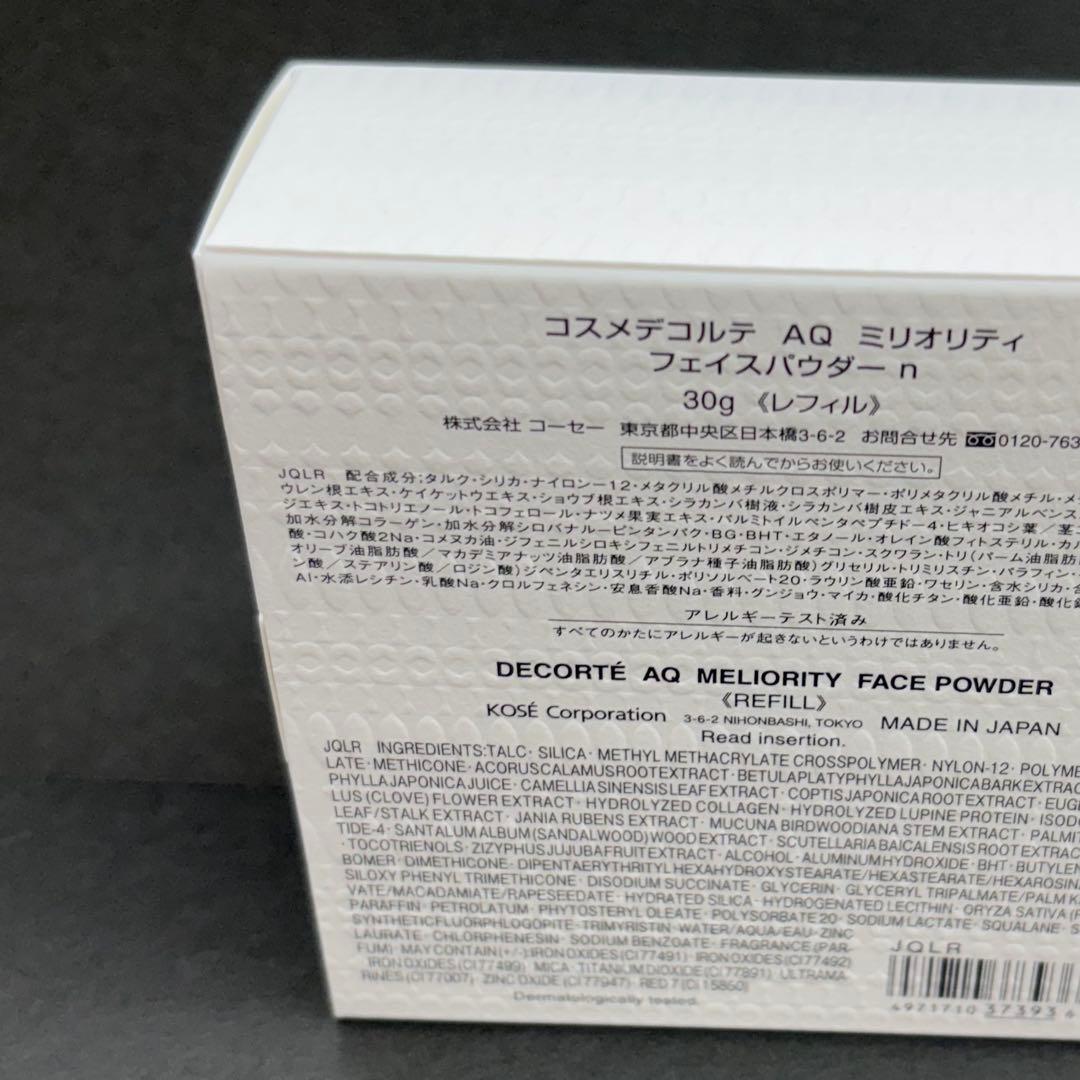 コスメデコルテ AQ ミリオリティ
フェイスパウダー n
30g 《レフィル》
株式会社 コーセー 東京都中央区日本橋3-6-2 お問合せ先 0120-763
説明書をよく読んでからお使いください。
JQLR 配合成分;タルク・シリカ・ナイロン-12・メタクリル酸メチルクロスポリマー・ポリメタクリル酸メチル・メ
ウレン根エキス・ケイケットウエキス・ショウブ根エキス・シラカンバ樹液・シラカンバ樹皮エキス・ジャニアルベンス
ジエキス・トコトリエノール・トコフェロール・ナツメ果実エキス・パルミトイルペンタペプチド-4・ヒキオコシ葉/茎
加水分解コラーゲン・加水分解シロバナルーピンタンパク・BG・BHT・エタノール・オレイン酸フィトステリル・カル
酸・コハク酸2Na・コメヌカ油・ジフェニルシロキシフェニルトリメチコン・ジメチコン・スクワラン・トリ(パーム油脂肪
オリーブ油脂肪酸/マカデミアナッツ油脂肪酸/アブラナ種子油脂肪酸)グリセリル・トリミリスチン・パラフィン・
ン酸/ステアリン酸/ロジン酸)ジペンタエリスリチル・ポリソルベート20・ラウリン酸亜鉛・ワセリン・含水シリカ・含
Al・水添レシチン・乳酸Na・クロルフェネシン・安息香酸Na・香料・グンジョウ・マイカ・酸化チタン・酸化亜鉛・酸化鉄
アレルギーテスト済み
すべてのかたにアレルギーが起きないというわけではありません。
DECORTÉ AQ MELIORITY FACE POWDER
《REFILL》
KOSÉ Corporation 3-6-2 NIHONBASHI, TOKYO MADE IN JAPAN
Read insertion.
JQLR INGREDIENTS:TALC・SILICA・METHYL METHACRYLATE CROSSPOLYMER・NYLON-12・POLYME
LATE・METHICONE・ACORUS CALAMUS ROOT EXTRACT・BETULA PLATYPHYLLA JAPONICA BARK EXTRAC
PHYLLA JAPONICA JUICE・CAMELLIA SINENSIS LEAF EXTRACT・COPTIS JAPONICA ROOT EXTRACT・EUGE
LUS (CLOVE) FLOWER EXTRACT・HYDROLYZED COLLAGEN・HYDROLYZED LUPINE PROTEIN・ISODO
LEAF/STALK EXTRACT・JANIA RUBENS EXTRACT・MUCUNA BIRDWOODIANA STEM EXTRACT・PALMIT
TIDE-4・SANTALUM ALBUM (SANDALWOOD) WOOD EXTRACT・SCUTELLARIA BAICALENSIS ROOT EXTRACT
・TOCOTRIENOLS・ZIZYPHUS JUJUBA FRUIT EXTRACT・ALCOHOL・ALUMINUM HYDROXIDE・BHT・BUTYLEN
BOMER・DIMETHICONE・DIPENTAERYTHRITYL HEXAHYDROXYSTEARATE/HEXASTEARATE/HEXAROSINA
SILOXY PHENYL TRIMETHICONE・DISODIUM SUCCINATE・GLYCERIN・GLYCERYL TRIPALMATE/PALM K
VATE/MACADAMIATE/RAPESEEDATE・HYDRATED SILICA・HYDROGENATED LECITHIN・ORYZA SATIVA (
PARAFFIN・PETROLATUM・PHYTOSTERYL OLEATE・POLYSORBATE 20・SODIUM LACTATE・SQUALANE・S
SYNTHETIC FLUORPHLOGOPITE・TRIMYRISTIN・WATER/AQUA/EAU・ZINC
LAURATE・CHLORPHENESIN・SODIUM BENZOATE・FRAGRANCE (PAR-
FUM)・MAY CONTAIN(+/-):IRON OXIDES (CI 77491)・IRON OXIDES (CI 77492)
IRON OXIDES (CI 77499)・MICA・TITANIUM DIOXIDE (CI 77891)・ULTRAMA
RINES (CI 77007)・ZINC OXIDE (CI 77947)・RED 7 (CI 15850)
Dermatologically tested.
JQLR
4971710 37393